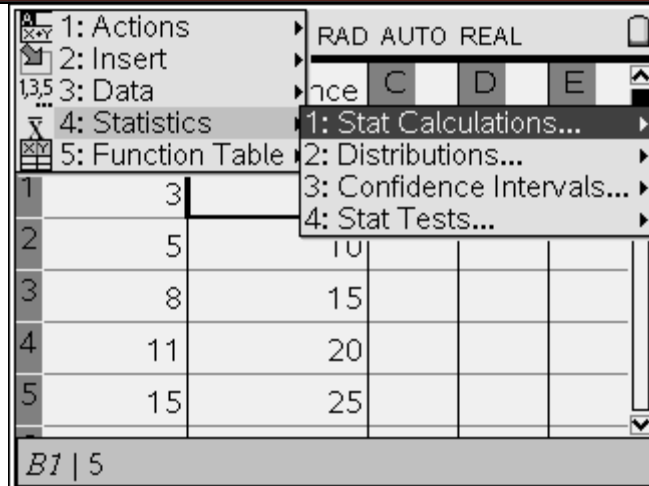 1: Actions
2: Insert
3: Data
4: Statistics
5: Function Table
RAD AUTO REAL
nce C D E
1: Stat Calculations...
2: Distributions...
3: Confidence Intervals...
4: Stat Tests...
1 3
2 5 10
3 8 15
4 11 20
5 15 25
B1 | 5